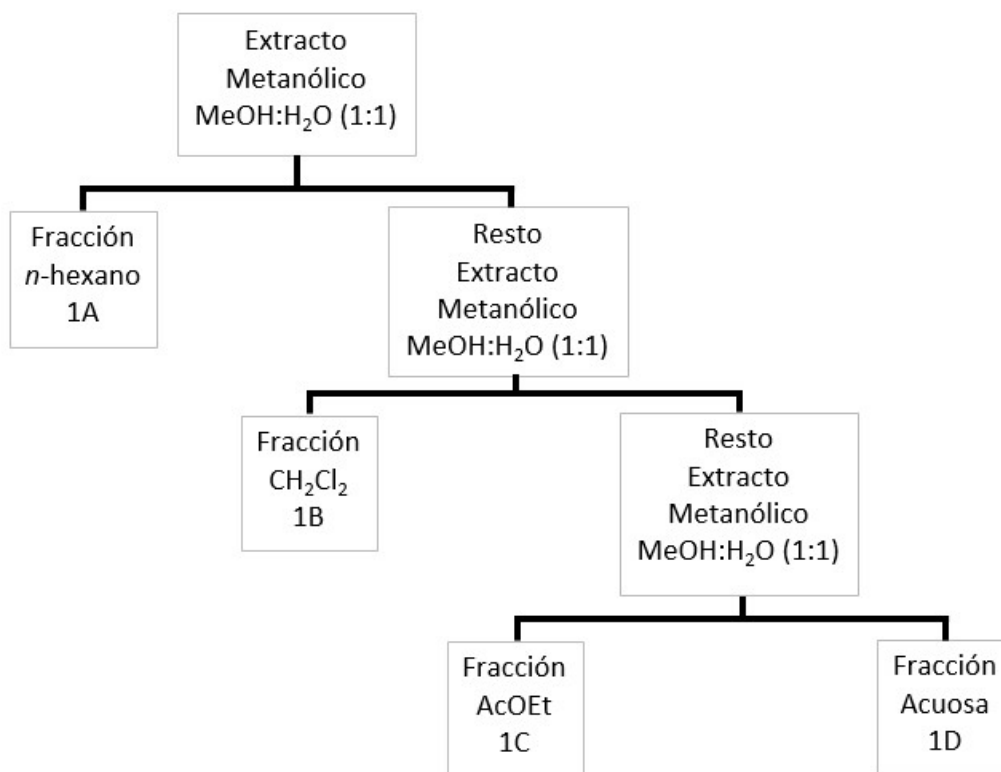 Extracto
Metanólico
MeOH:H₂O (1:1)
Fracción
n-hexano
1A
Resto
Extracto
Metanólico
MeOH:H₂O (1:1)
Fracción
CH₂Cl₂
1B
Resto
Extracto
Metanólico
MeOH:H₂O (1:1)
Fracción
AcOEt
1C
Fracción
Acuosa
1D